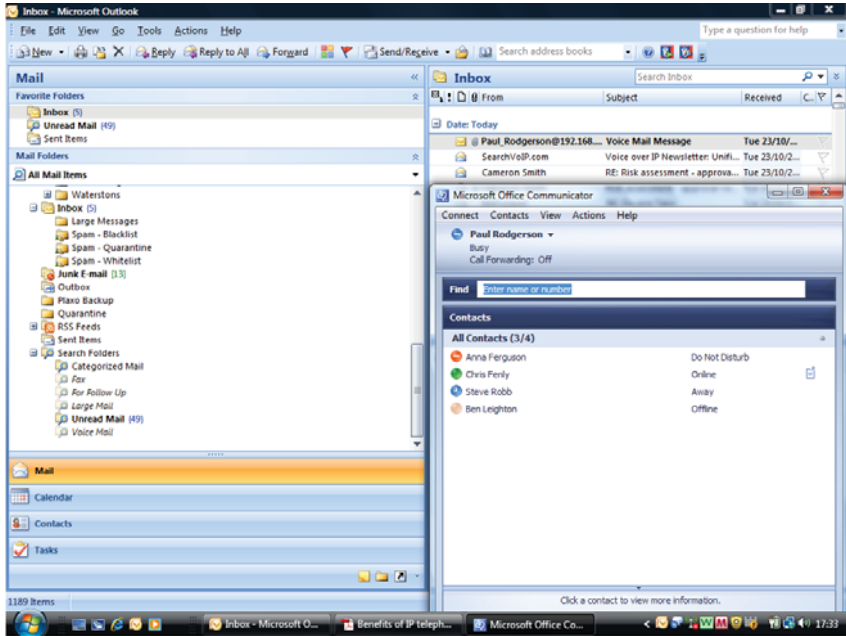 Inbox - Microsoft Outlook
File Edit View Go Tools Actions Help
Type a question for help
New Reply Reply to All Forward Send/Receive Search address books
Mail
Favorite Folders
Inbox (5)
Unread Mail (49)
Sent Items
Mail Folders
All Mail Items
Waterstons
Inbox (5)
Large Messages
Spam - Blacklist
Spam - Quarantine
Spam - Whitelist
Junk E-mail [13]
Outbox
Plaxo Backup
Quarantine
RSS Feeds
Sent Items
Search Folders
Categorized Mail
Fax
For Follow Up
Large Mail
Unread Mail (49)
Voice Mail
Mail
Calendar
Contacts
Tasks
1189 Items
Inbox
Search Inbox
From Subject Received C...
Date: Today
Paul_Rodgerson@192.168.... Voice Mail Message Tue 23/10/...
SearchVoIP.com Voice over IP Newsletter: Unifi... Tue 23/10/2...
Cameron Smith RE: Risk assessment - approva... Tue 23/10/2...
Microsoft Office Communicator
Connect Contacts View Actions Help
Paul Rodgerson
Busy
Call Forwarding: Off
Find Enter name or number
Contacts
All Contacts (3/4)
Anna Ferguson Do Not Disturb
Chris Fenly Online
Steve Robb Away
Ben Leighton Offline
Click a contact to view more information.
Inbox - Microsoft O... Benefits of IP teleph... Microsoft Office Co... 17:33